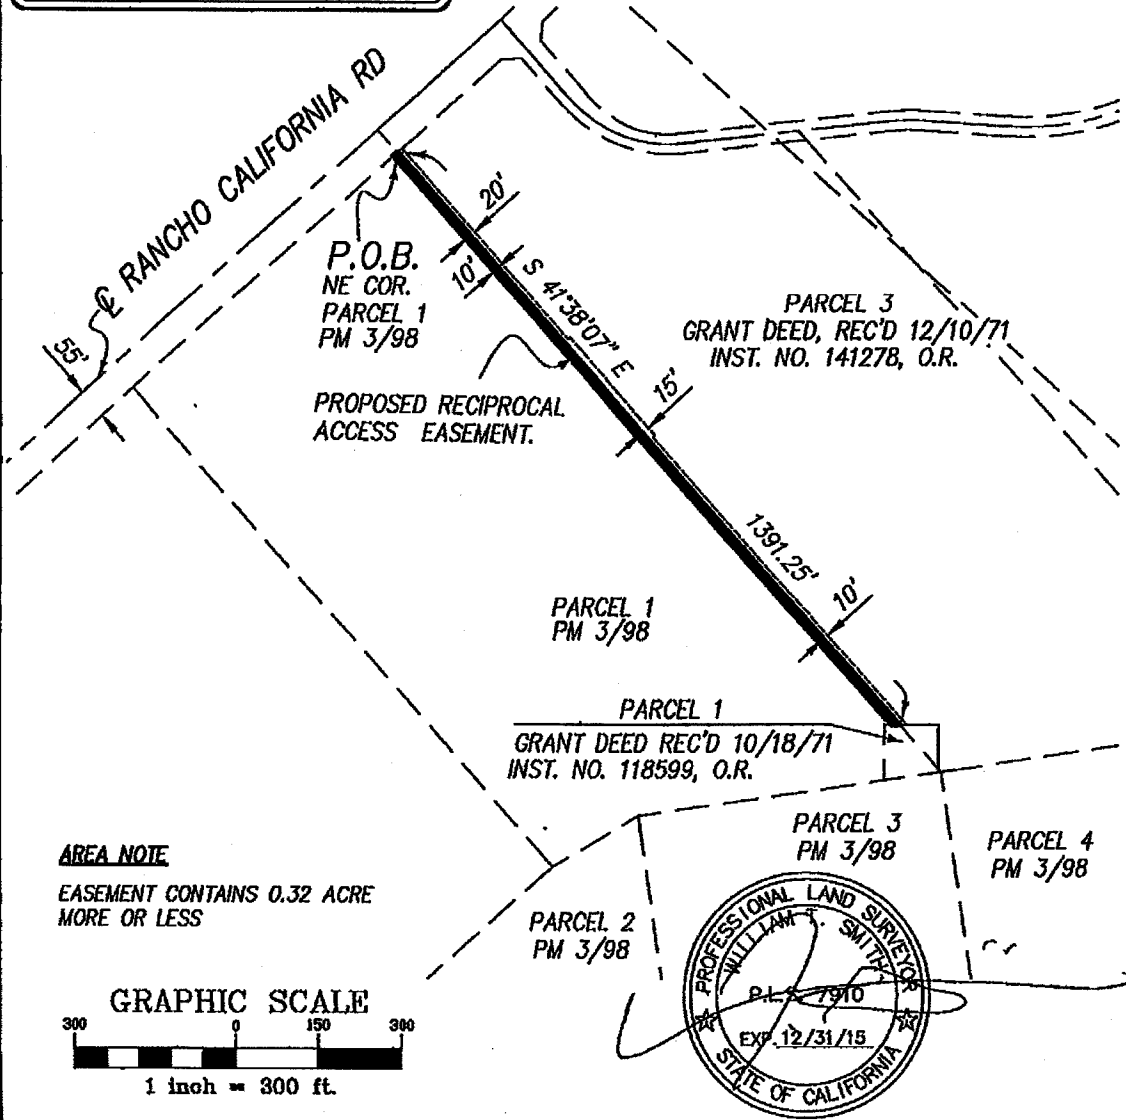 ℄ RANCHO CALIFORNIA RD
55'
P.O.B.
NE COR.
PARCEL 1
PM 3/98
20'
10'
S 41°38'07" E
PARCEL 3
GRANT DEED, REC'D 12/10/71
INST. NO. 141278, O.R.
PROPOSED RECIPROCAL
ACCESS EASEMENT.
15'
1391.25'
10'
PARCEL 1
PM 3/98
PARCEL 1
GRANT DEED REC'D 10/18/71
INST. NO. 118599, O.R.
PARCEL 3
PM 3/98
PARCEL 4
PM 3/98
AREA NOTE
EASEMENT CONTAINS 0.32 ACRE
MORE OR LESS
PARCEL 2
PM 3/98
PROFESSIONAL LAND SURVEYOR
WILLIAM T. SMITH
P.L.S. 7910
EXP. 12/31/15
STATE OF CALIFORNIA
GRAPHIC SCALE
300 0 150 300
1 inch = 300 ft.